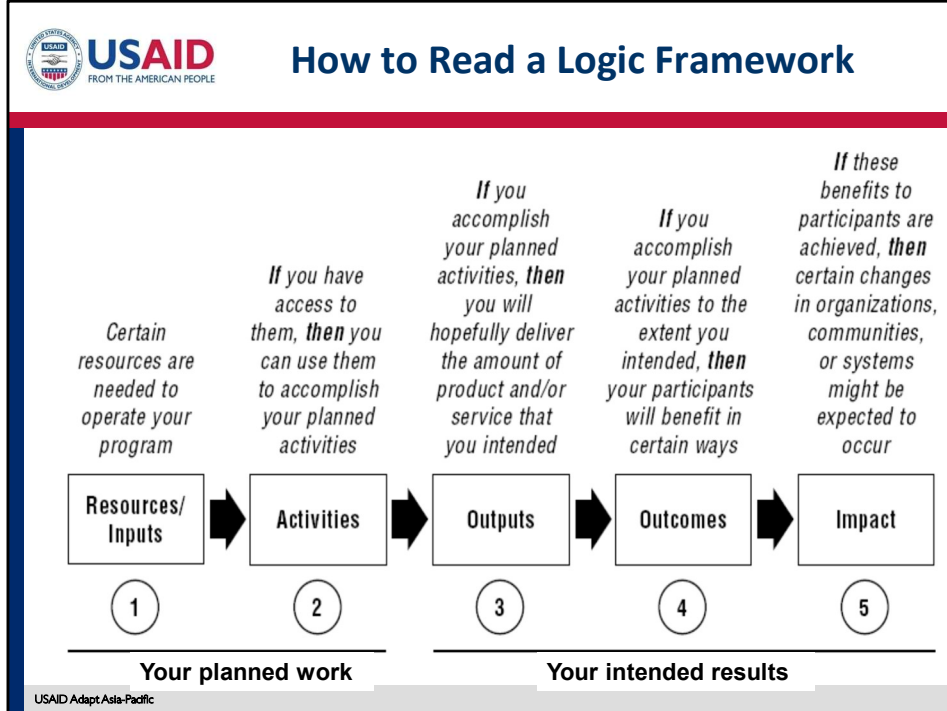 UNITED STATES AGENCY
USAID
INTERNATIONAL DEVELOPMENT
USAID
FROM THE AMERICAN PEOPLE
How to Read a Logic Framework
Certain
resources are
needed to
operate your
program
If you have
access to
them, then you
can use them
to accomplish
your planned
activities
If you
accomplish
your planned
activities, then
you will
hopefully deliver
the amount of
product and/or
service that
you intended
If you
accomplish
your planned
activities to the
extent you
intended, then
your participants
will benefit in
certain ways
If these
benefits to
participants are
achieved, then
certain changes
in organizations,
communities,
or systems
might be
expected to
occur
Resources/
Inputs
Activities
Outputs
Outcomes
Impact
1
2
3
4
5
Your planned work
Your intended results
USAID Adapt Asia-Pacific